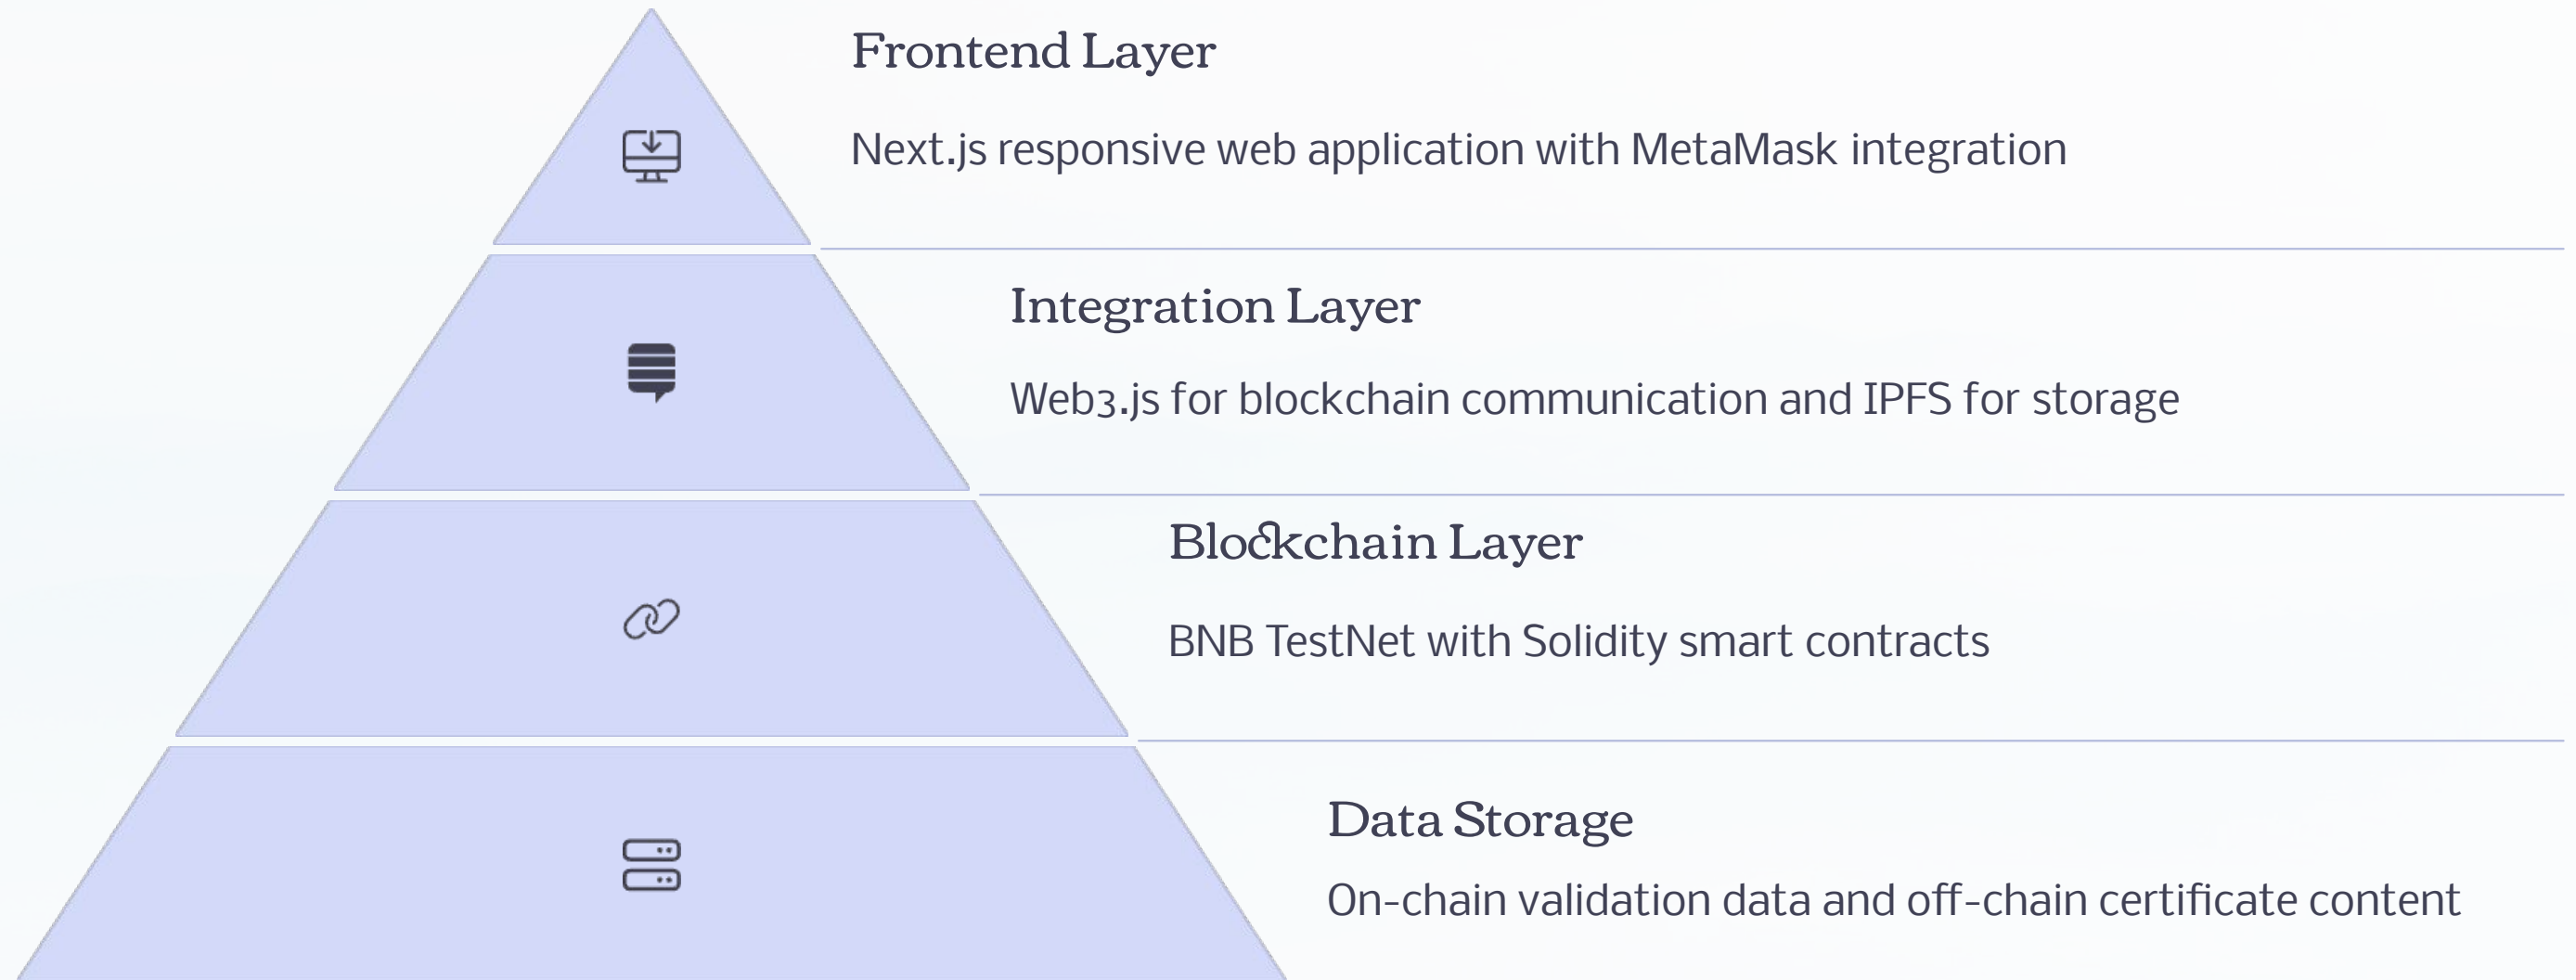 Frontend Layer
Next.js responsive web application with MetaMask integration
Integration Layer
Web3.js for blockchain communication and IPFS for storage
Blockchain Layer
BNB TestNet with Solidity smart contracts
Data Storage
On-chain validation data and off-chain certificate content